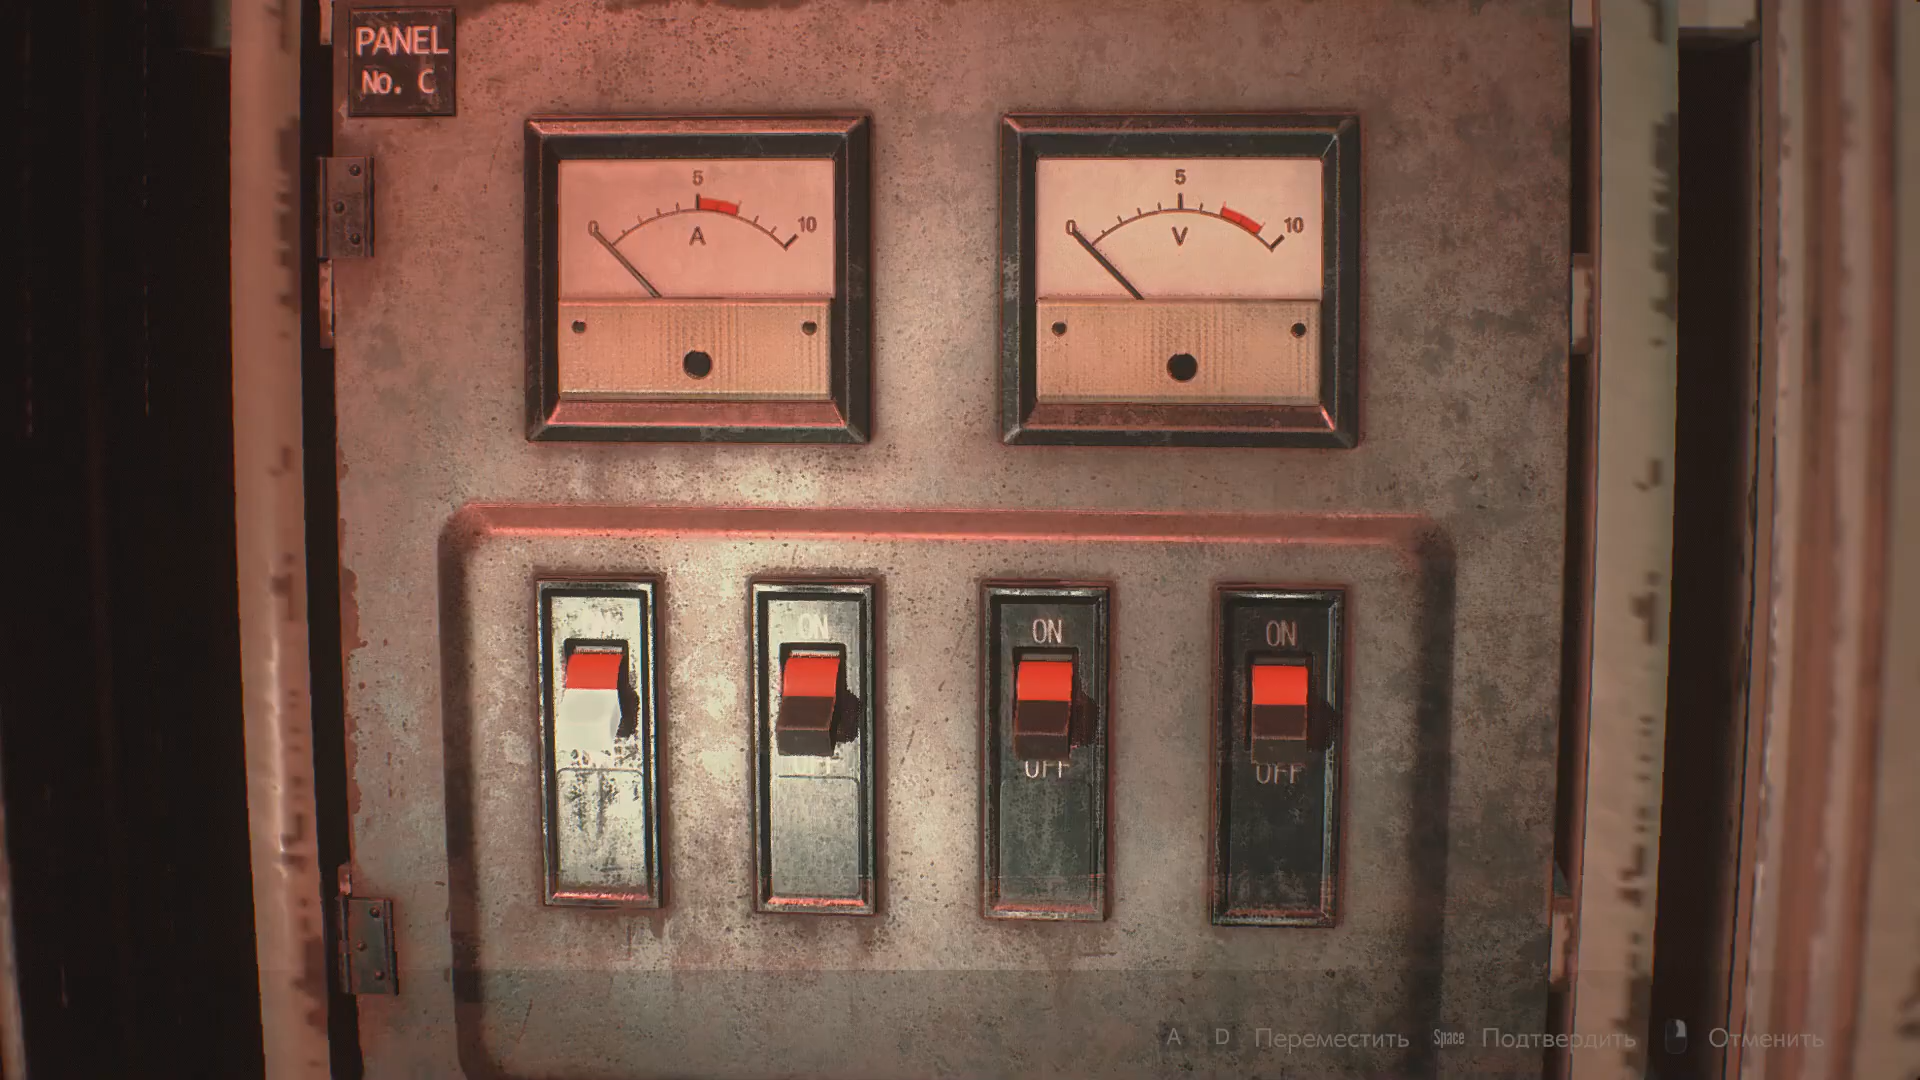 PANEL
No. C
5
0
10
A
5
0
10
V
ON
ON
ON
OFF
OFF
A D Переместить Space Подтвердить Отменить